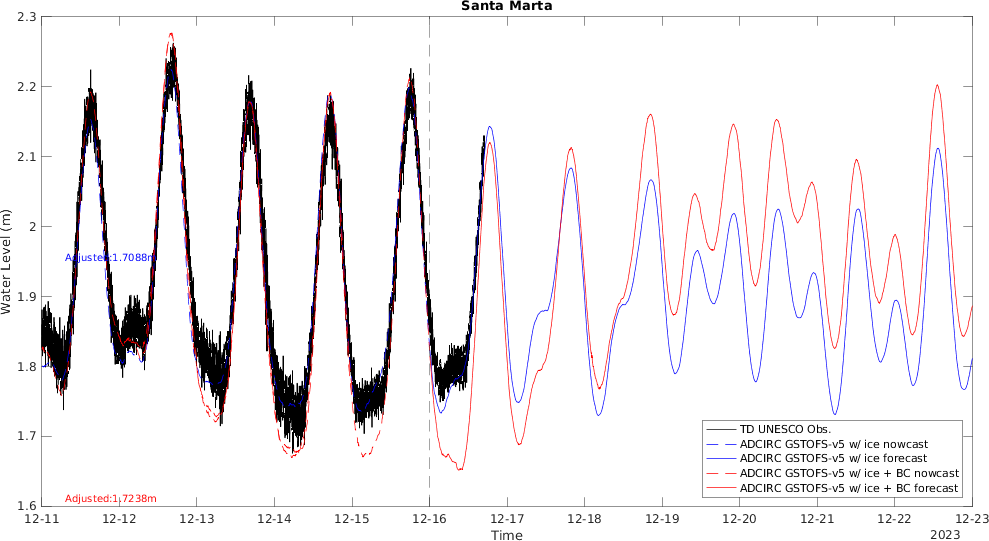 Santa Marta
2.3
2.2
2.1
2
1.9
1.8
1.7
1.6
Water Level (m)
Adjusted:1.7088m
Adjusted:1.7238m
TD UNESCO Obs.
ADCIRC GSTOFS-v5 w/ ice nowcast
ADCIRC GSTOFS-v5 w/ ice forecast
ADCIRC GSTOFS-v5 w/ ice + BC nowcast
ADCIRC GSTOFS-v5 w/ ice + BC forecast
12-11 12-12 12-13 12-14 12-15 12-16 12-17 12-18 12-19 12-20 12-21 12-22 12-23
Time
2023